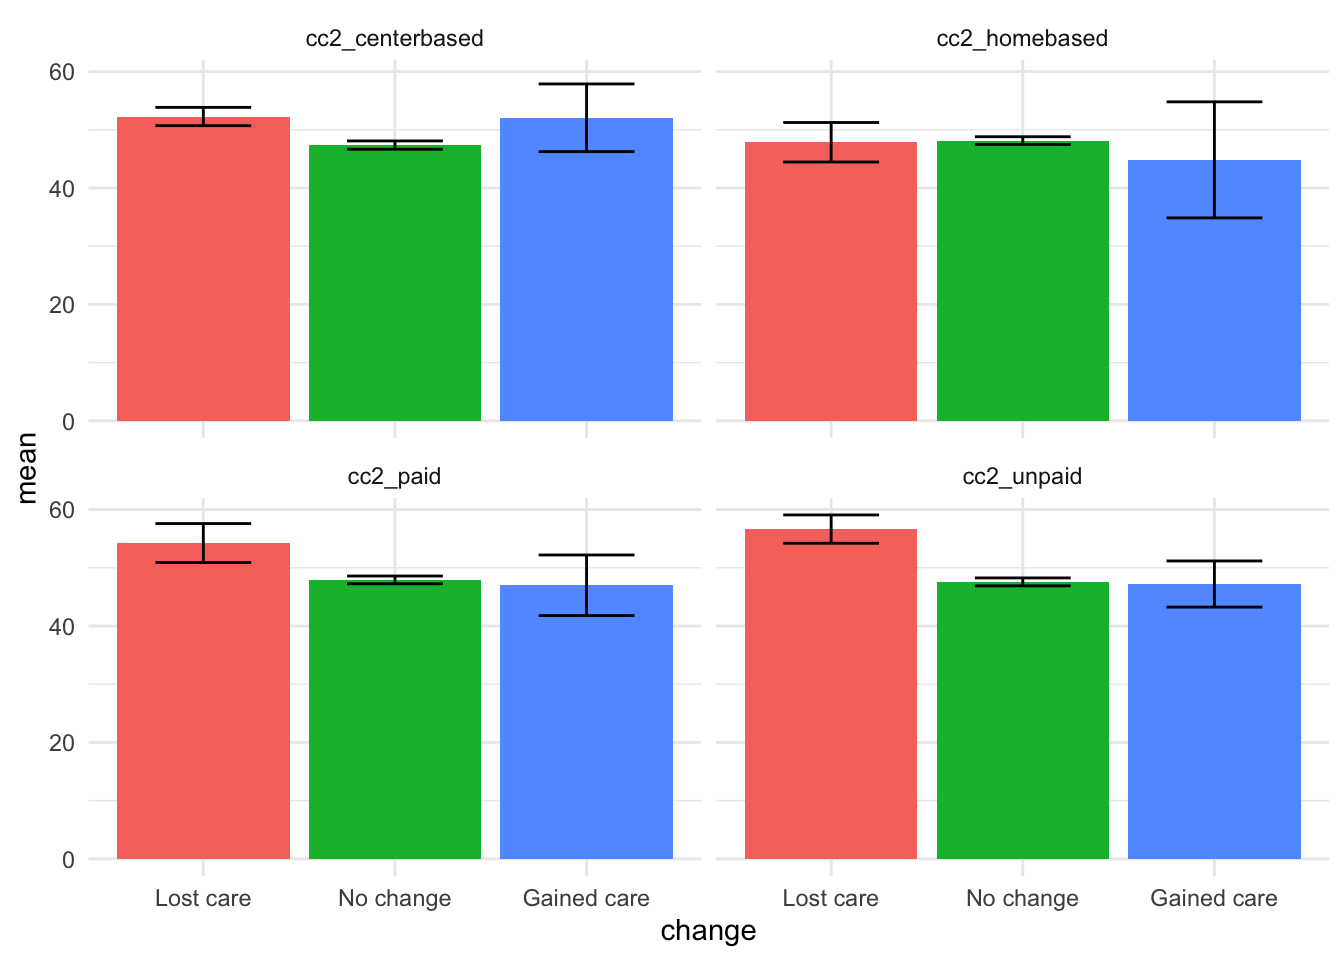 cc2_centerbased
cc2_homebased
60
40
20
0
mean
cc2_paid
cc2_unpaid
60
40
20
0
Lost care No change Gained care
Lost care No change Gained care
change